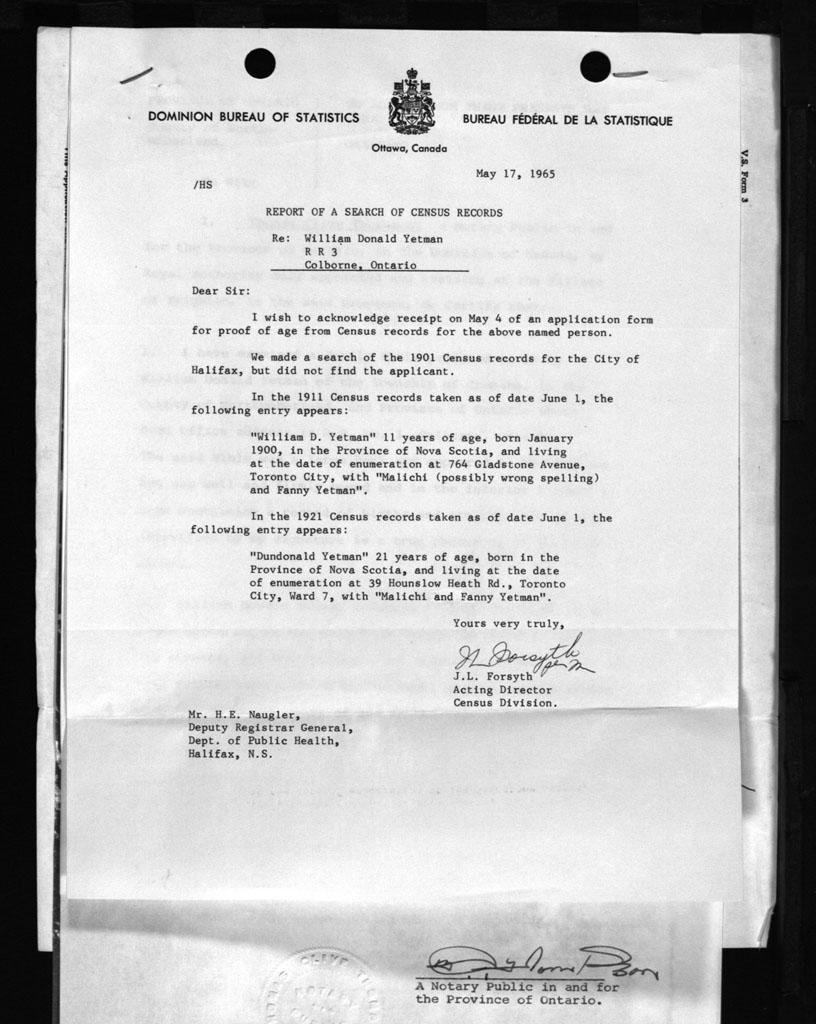 DOMINION BUREAU OF STATISTICS
BUREAU FÉDÉRAL DE LA STATISTIQUE
Ottawa, Canada
V.S. Form 3
May 17, 1965
/HS
REPORT OF A SEARCH OF CENSUS RECORDS
Re: William Donald Yetman
R R 3
Colborne, Ontario
Dear Sir:
I wish to acknowledge receipt on May 4 of an application form
for proof of age from Census records for the above named person.
We made a search of the 1901 Census records for the City of
Halifax, but did not find the applicant.
In the 1911 Census records taken as of date June 1, the
following entry appears:
"William D. Yetman" 11 years of age, born January
1900, in the Province of Nova Scotia, and living
at the date of enumeration at 764 Gladstone Avenue,
Toronto City, with "Malichi (possibly wrong spelling)
and Fanny Yetman".
In the 1921 Census records taken as of date June 1, the
following entry appears:
"Dundonald Yetman" 21 years of age, born in the
Province of Nova Scotia, and living at the date
of enumeration at 39 Hounslow Heath Rd., Toronto
City, Ward 7, with "Malichi and Fanny Yetman".
Yours very truly,
JL Forsyth
per M
J.L. Forsyth
Acting Director
Census Division.
Mr. H.E. Naugler,
Deputy Registrar General,
Dept. of Public Health,
Halifax, N.S.
A Notary Public in and for
the Province of Ontario.